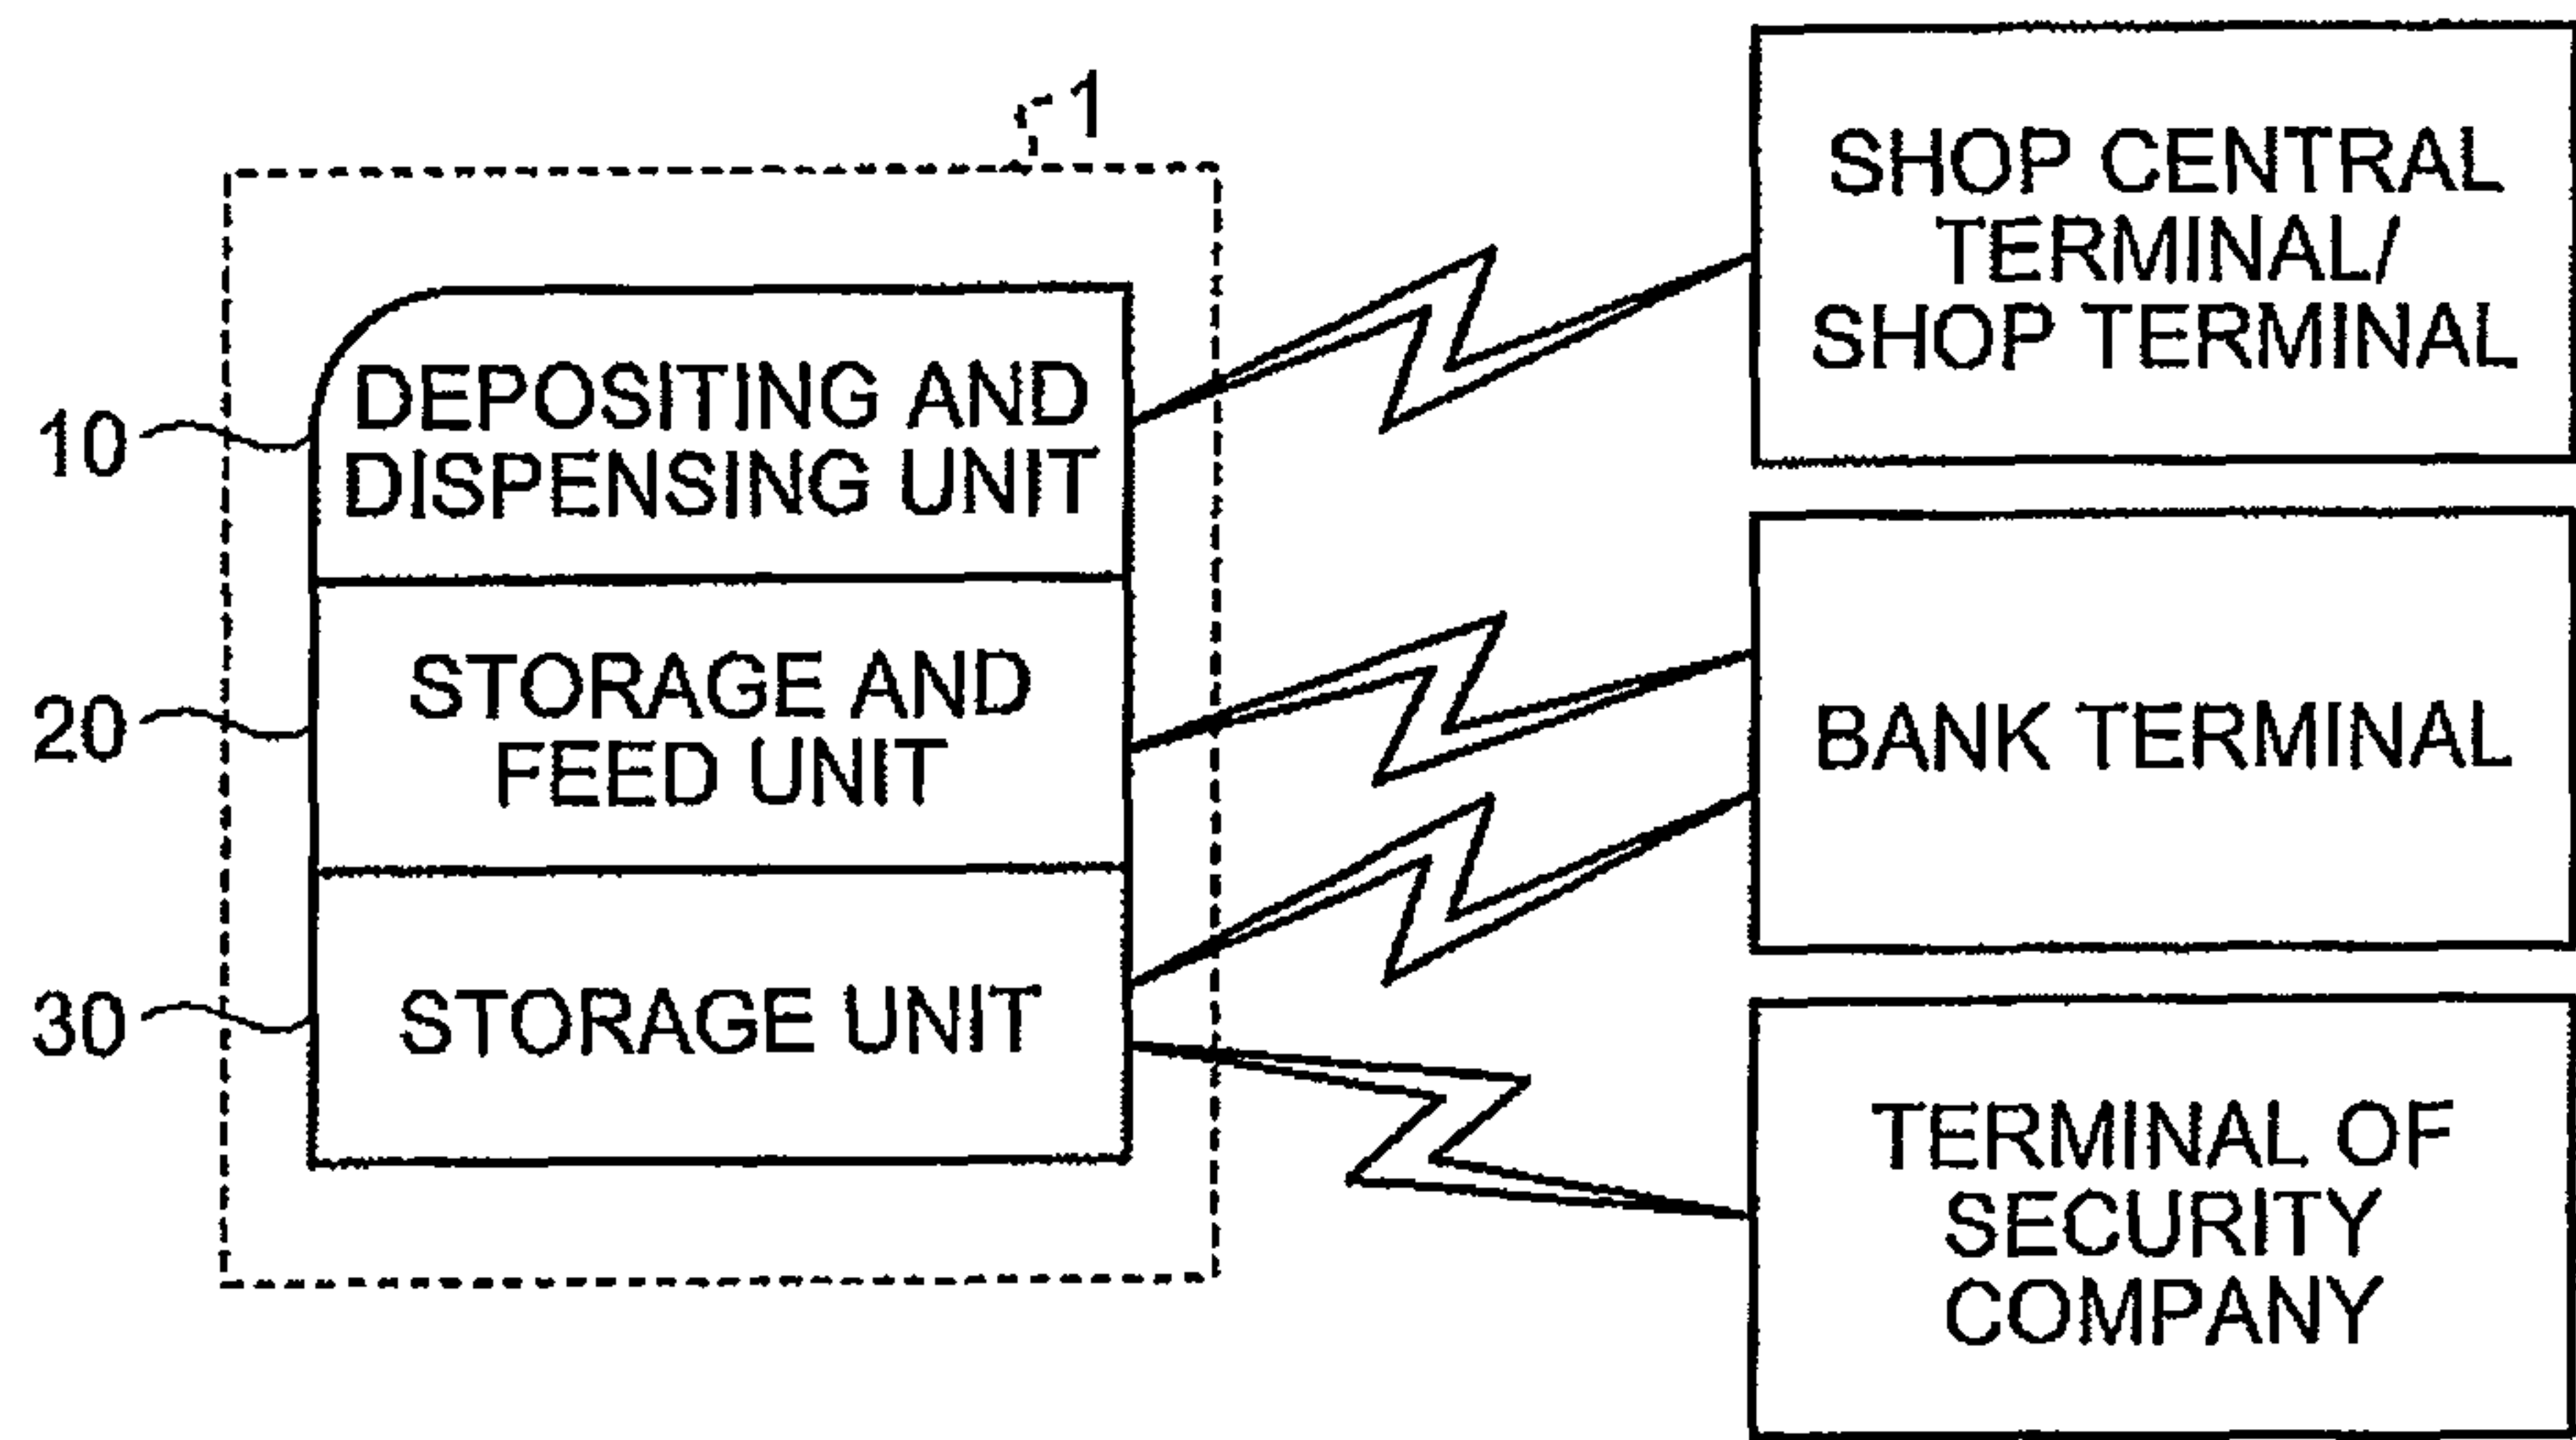 1
10
DEPOSITING AND
DISPENSING UNIT
20
STORAGE AND
FEED UNIT
30
STORAGE UNIT
SHOP CENTRAL
TERMINAL/
SHOP TERMINAL
BANK TERMINAL
TERMINAL OF
SECURITY
COMPANY